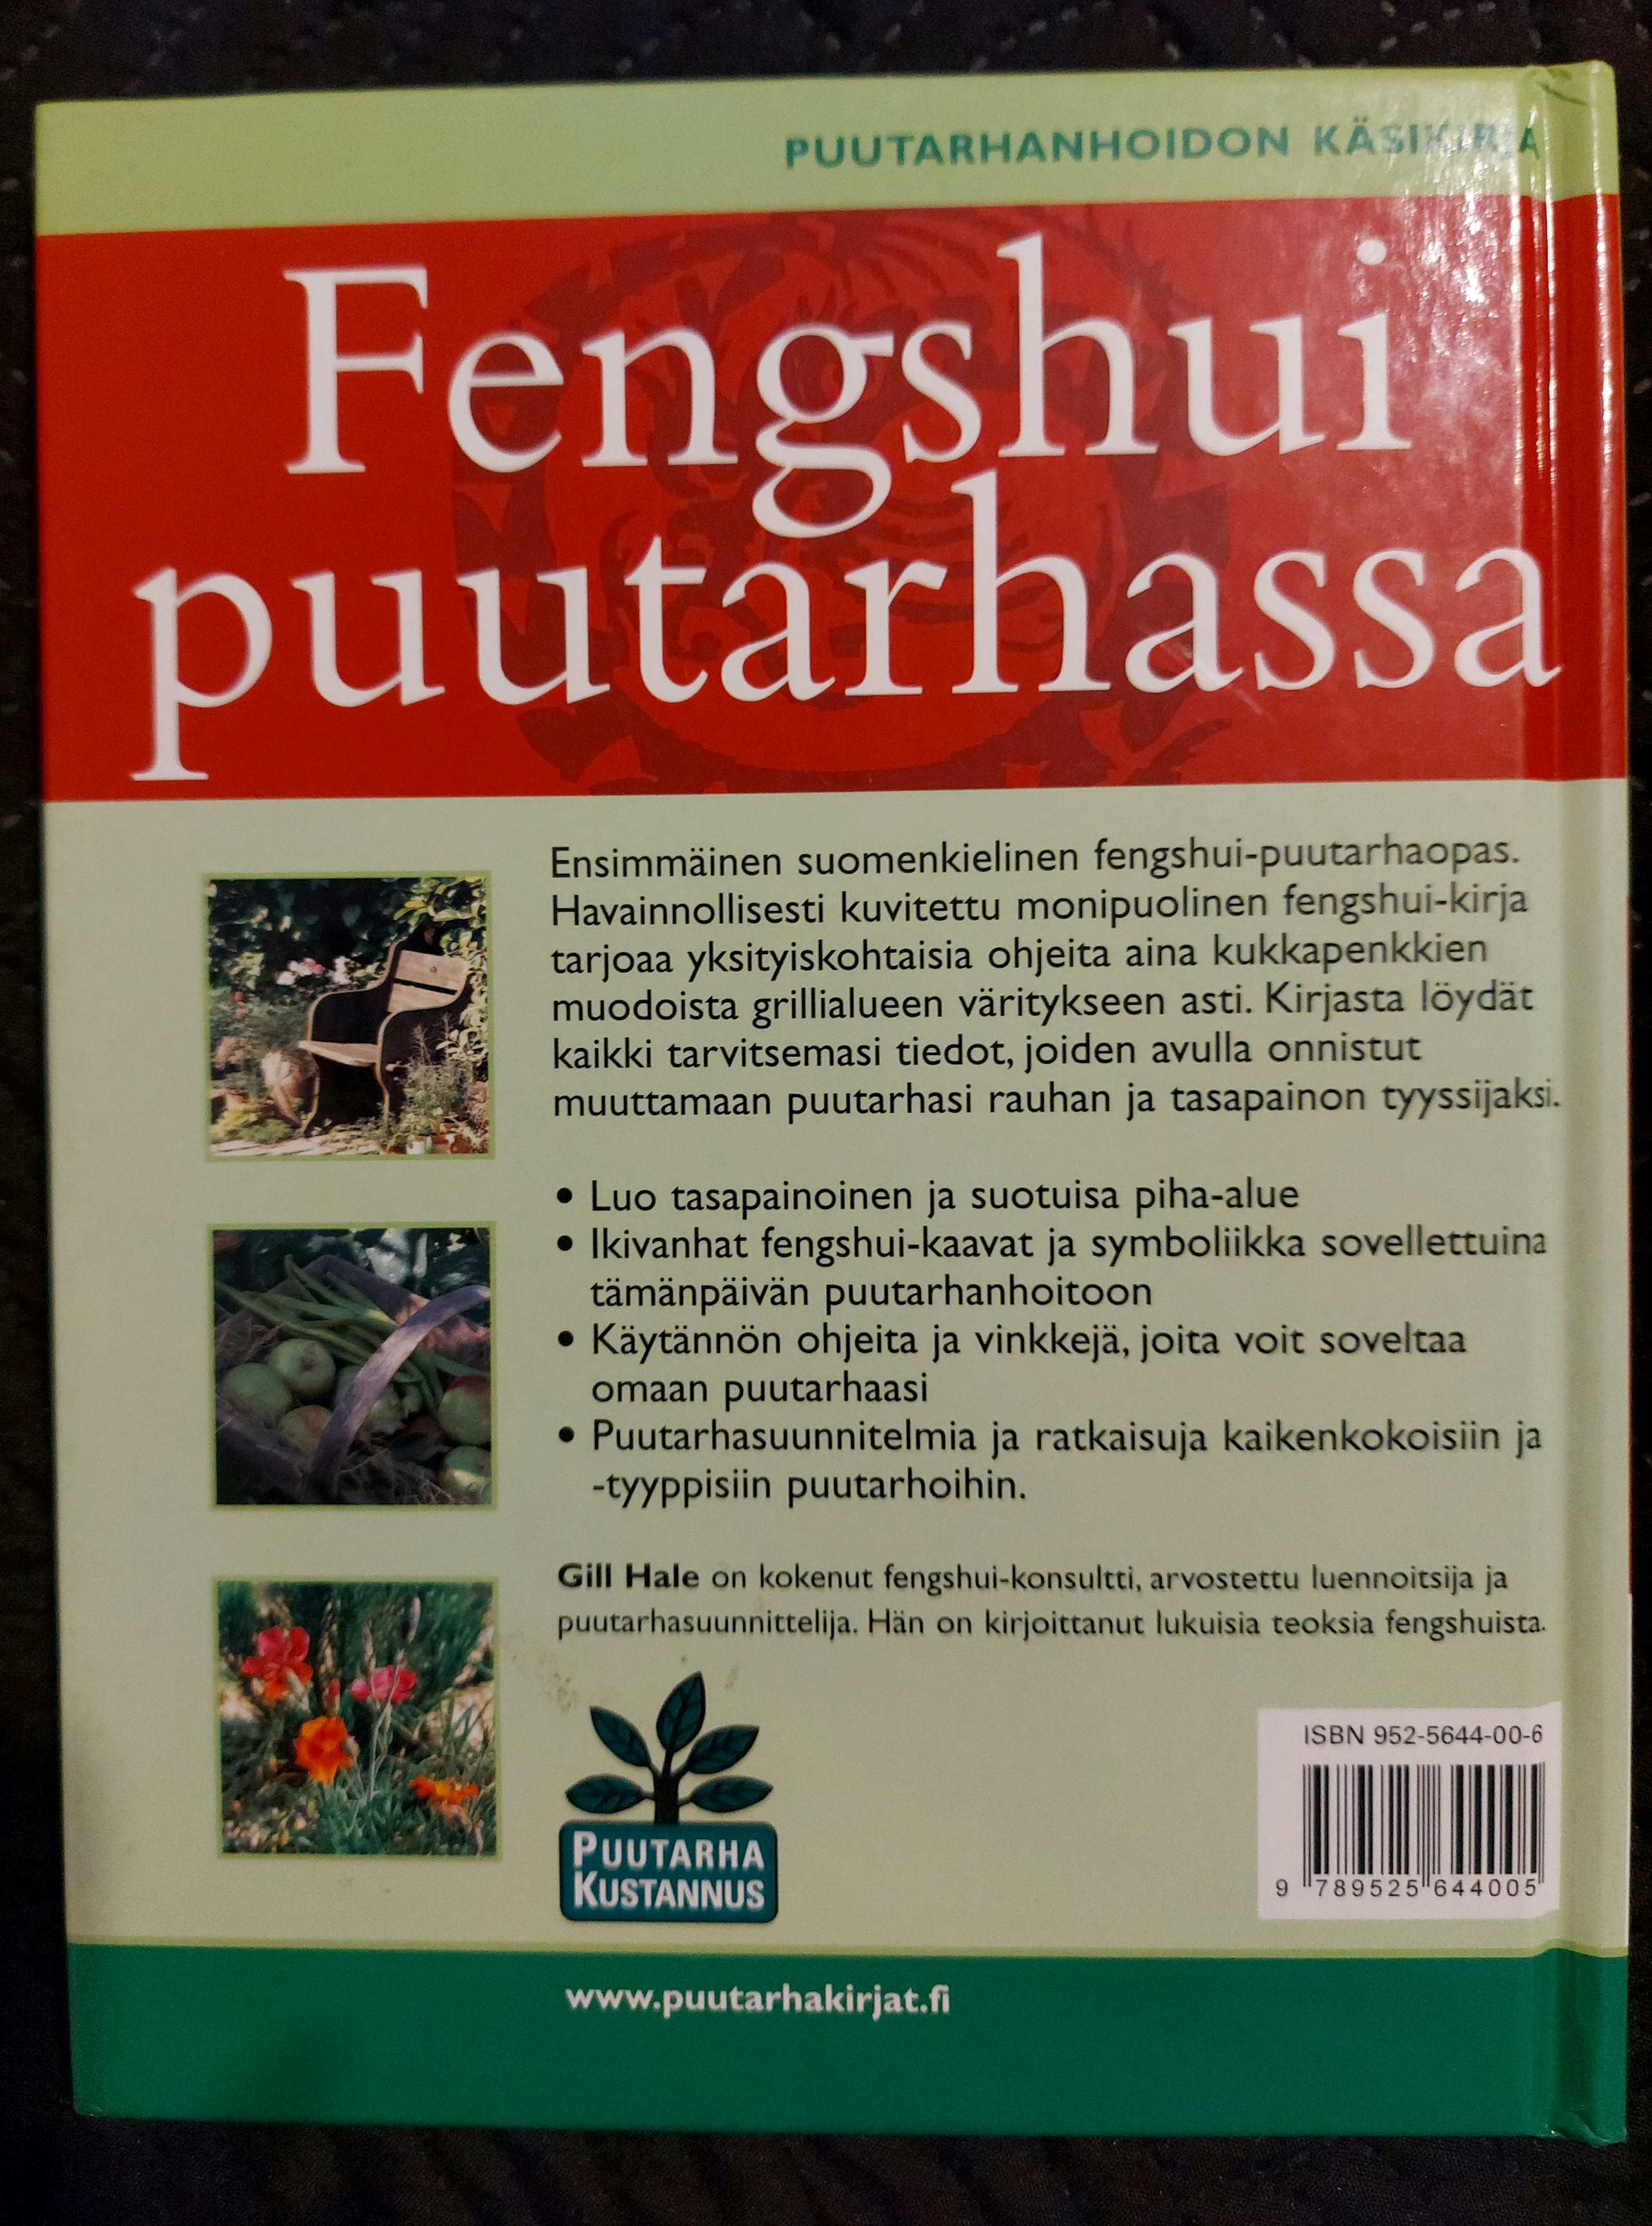 PUUTARHANHOIDON KÄSIKIRJA
Fengshui
puutarhassa
Ensimmäinen suomenkielinen fengshui-puutarhaopas.
Havainnollisesti kuvitettu monipuolinen fengshui-kirja
tarjoaa yksityiskohtaisia ohjeita aina kukkapenkkien
muodoista grillialueen väritykseen asti. Kirjasta löydät
kaikki tarvitsemasi tiedot, joiden avulla onnistut
muuttamaan puutarhasi rauhan ja tasapainon tyyssijaksi.
• Luo tasapainoinen ja suotuisa piha-alue
• Ikivanhat fengshui-kaavat ja symboliikka sovellettuina
tämänpäivän puutarhanhoitoon
• Käytännön ohjeita ja vinkkejä, joita voit soveltaa
omaan puutarhaasi
• Puutarhasuunnitelmia ja ratkaisuja kaikenkokoisiin ja
-tyyppisiin puutarhoihin.
Gill Hale on kokenut fengshui-konsultti, arvostettu luennoitsija ja
puutarhasuunnittelija. Hän on kirjoittanut lukuisia teoksia fengshuista.
PUUTARHA
KUSTANNUS
ISBN 952-5644-00-6
9 789525 644005
www.puutarhakirjat.fi